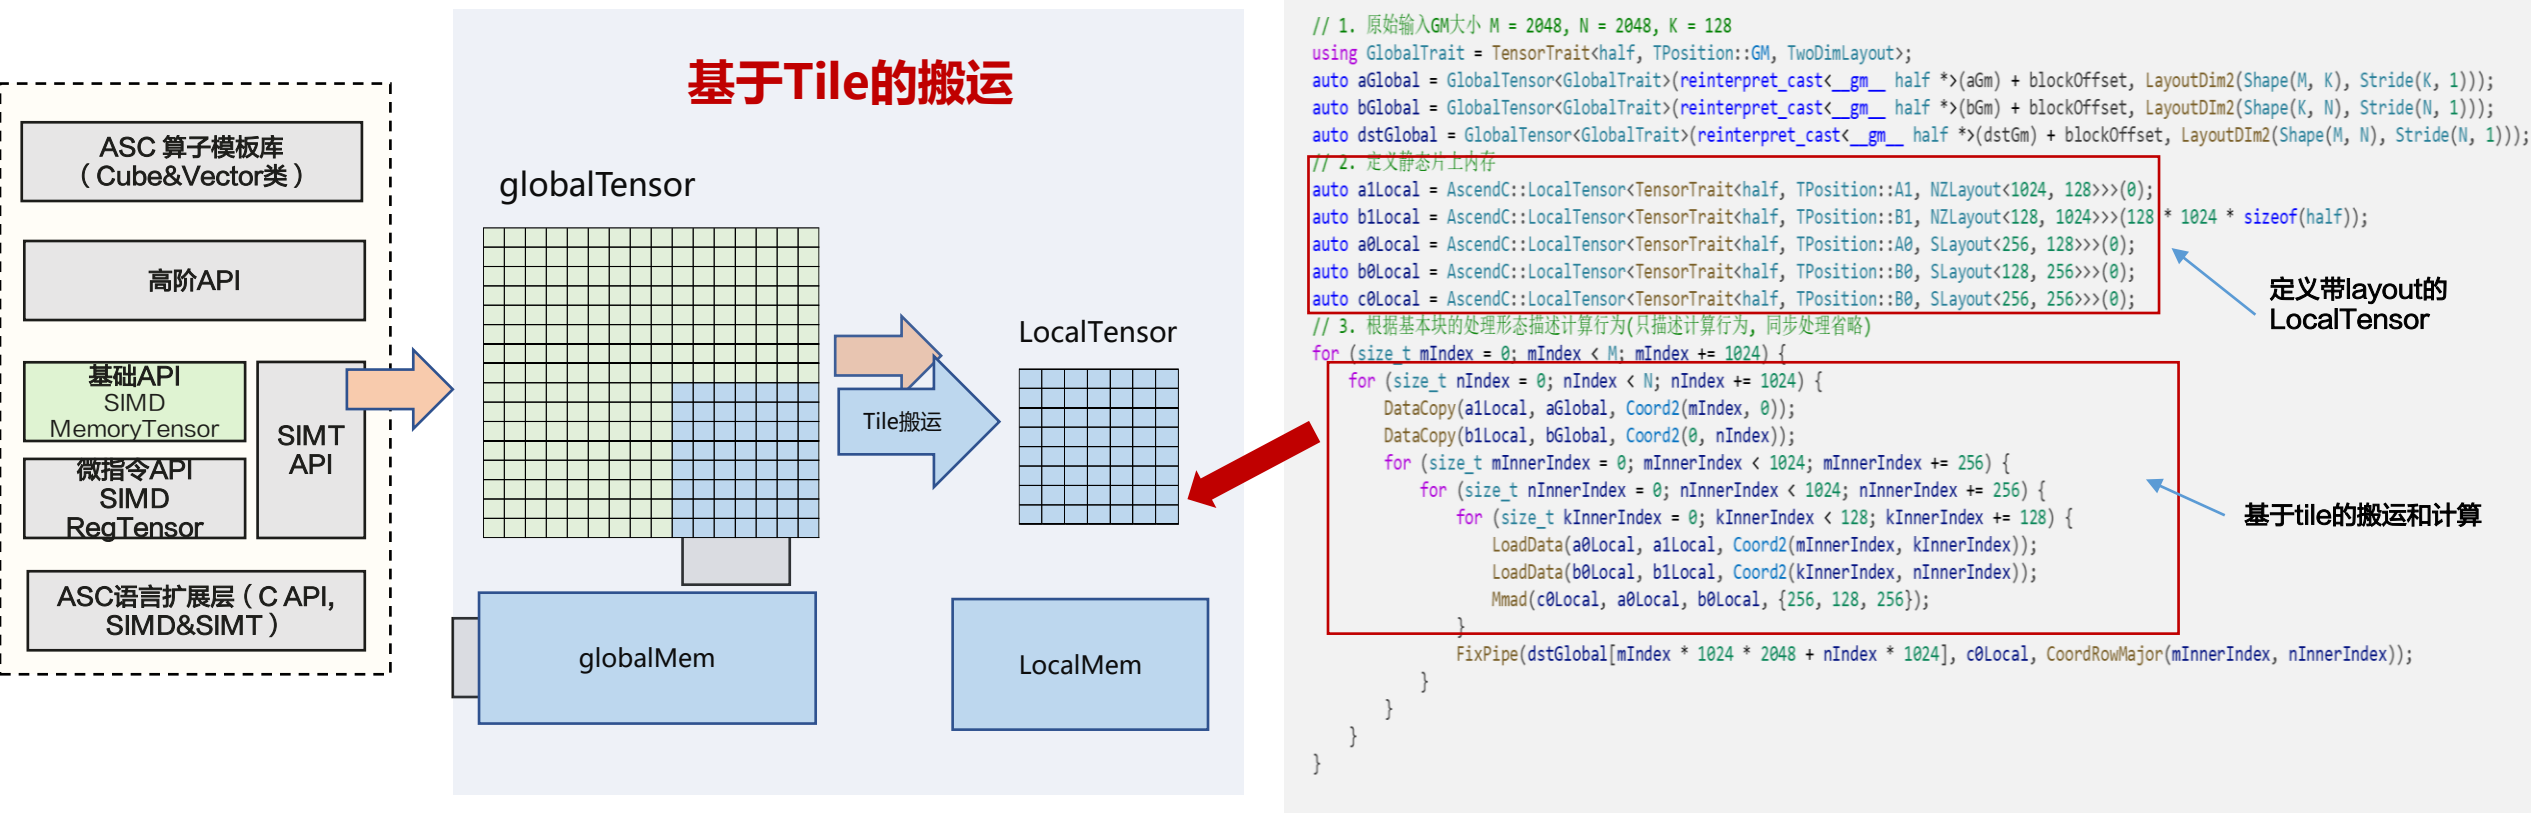 ASC 算子模板库
（Cube&Vector类）
高阶API
基础API
SIMD
MemoryTensor
微指令API
SIMD
RegTensor
SIMT
API
ASC语言扩展层（C API,
SIMD&SIMT）
基于Tile的搬运
globalTensor
LocalTensor
Tile搬运
globalMem
LocalMem
// 1. 原始输入GM大小 M = 2048, N = 2048, K = 128
using GlobalTrait = TensorTrait<half, TPosition::GM, TwoDimLayout>;
auto aGlobal = GlobalTensor<GlobalTrait>(reinterpret_cast<__gm__ half *>(aGm) + blockOffset, LayoutDim2(Shape(M, K), Stride(K, 1)));
auto bGlobal = GlobalTensor<GlobalTrait>(reinterpret_cast<__gm__ half *>(bGm) + blockOffset, LayoutDim2(Shape(K, N), Stride(N, 1)));
auto dstGlobal = GlobalTensor<GlobalTrait>(reinterpret_cast<__gm__ half *>(dstGm) + blockOffset, LayoutDIm2(Shape(M, N), Stride(N, 1)));
// 2. 定义静态片上内存
auto a1Local = AscendC::LocalTensor<TensorTrait<half, TPosition::A1, NZLayout<1024, 128>>>(0);
auto b1Local = AscendC::LocalTensor<TensorTrait<half, TPosition::B1, NZLayout<128, 1024>>>(128 * 1024 * sizeof(half));
auto a0Local = AscendC::LocalTensor<TensorTrait<half, TPosition::A0, SLayout<256, 128>>>(0);
auto b0Local = AscendC::LocalTensor<TensorTrait<half, TPosition::B0, SLayout<128, 256>>>(0);
auto c0Local = AscendC::LocalTensor<TensorTrait<half, TPosition::B0, SLayout<256, 256>>>(0);
// 3. 根据基本块的处理形态描述计算行为(只描述计算行为, 同步处理省略)
for (size_t mIndex = 0; mIndex < M; mIndex += 1024) {
for (size_t nIndex = 0; nIndex < N; nIndex += 1024) {
DataCopy(a1Local, aGlobal, Coord2(mIndex, 0));
DataCopy(b1Local, bGlobal, Coord2(0, nIndex));
for (size_t mInnerIndex = 0; mInnerIndex < 1024; mInnerIndex += 256) {
for (size_t nInnerIndex = 0; nInnerIndex < 1024; nInnerIndex += 256) {
for (size_t kInnerIndex = 0; kInnerIndex < 128; kInnerIndex += 128) {
LoadData(a0Local, a1Local, Coord2(mInnerIndex, kInnerIndex));
LoadData(b0Local, b1Local, Coord2(kInnerIndex, nInnerIndex));
Mmad(c0Local, a0Local, b0Local, {256, 128, 256});
}
FixPipe(dstGlobal[mIndex * 1024 * 2048 + nIndex * 1024], c0Local, CoordRowMajor(mInnerIndex, nInnerIndex));
}
}
}
}
定义带layout的
LocalTensor
基于tile的搬运和计算